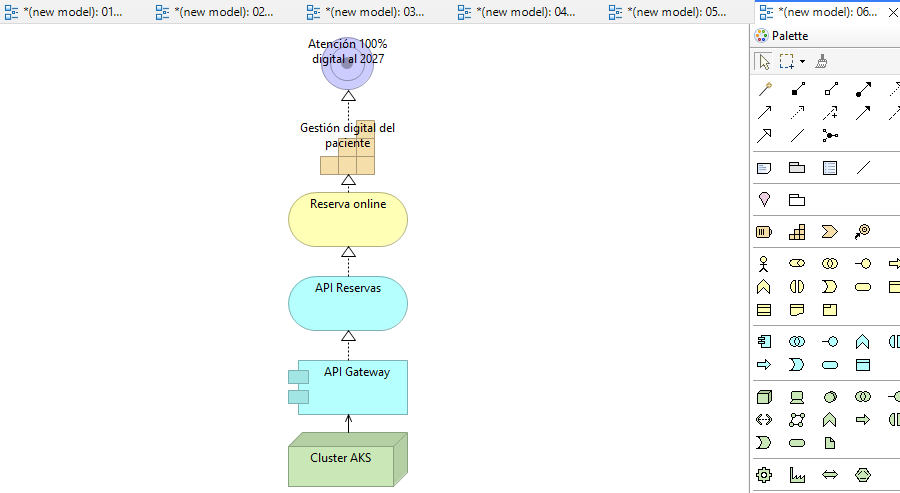 *(new model): 01...
*(new model): 02...
*(new model): 03...
*(new model): 04...
*(new model): 05...
*(new model): 06...
Palette
Atención 100%
digital al 2027
Gestión digital del
paciente
Reserva online
API Reservas
API Gateway
Cluster AKS